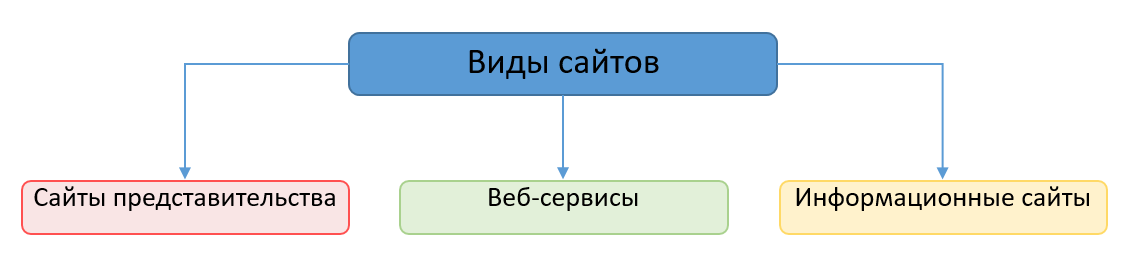 Виды сайтов
Сайты представительства
Веб-сервисы
Информационные сайты